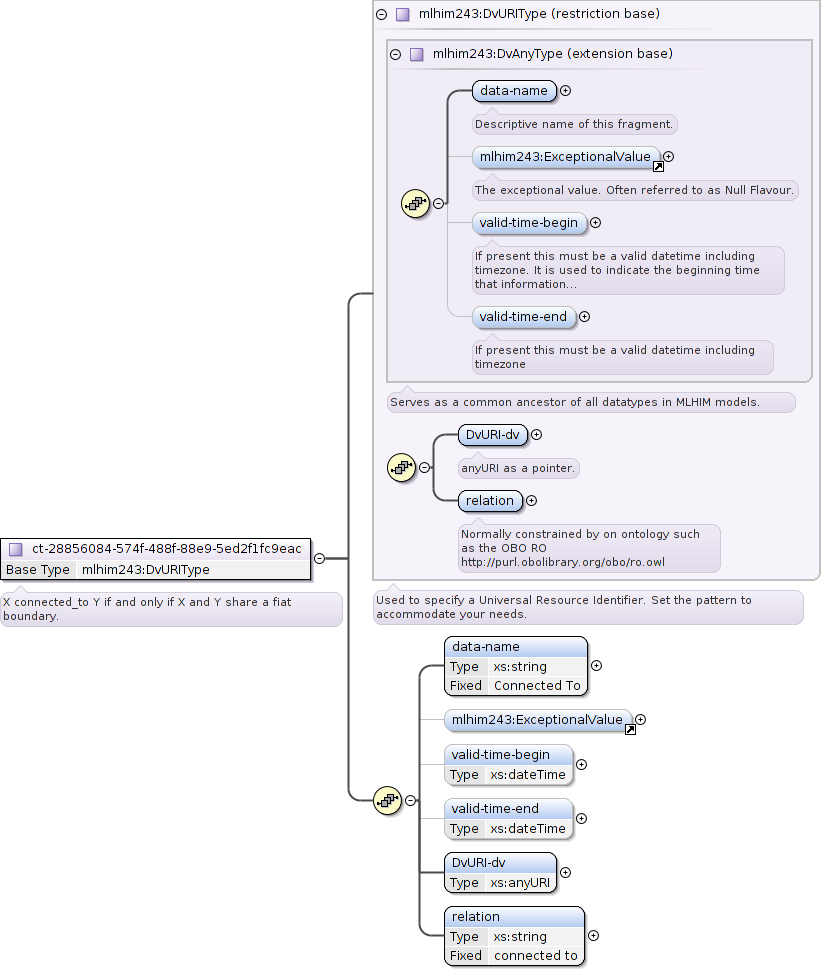 mlhim243:DvURIType (restriction base)
mlhim243:DvAnyType (extension base)
data-name
Descriptive name of this fragment.
mlhim243:ExceptionalValue
The exceptional value. Often referred to as Null Flavour.
valid-time-begin
If present this must be a valid datetime including
timezone. It is used to indicate the beginning time
that information...
valid-time-end
If present this must be a valid datetime including
timezone
Serves as a common ancestor of all datatypes in MLHIM models.
DvURI-dv
anyURI as a pointer.
relation
Normally constrained by on ontology such
as the OBO RO
http://purl.obolibrary.org/obo/ro.owl
ct-28856084-574f-488f-88e9-5ed2f1fc9eac
Base Type mlhim243:DvURIType
X connected_to Y if and only if X and Y share a fiat
boundary.
Used to specify a Universal Resource Identifier. Set the pattern to
accommodate your needs.
data-name
Type xs:string
Fixed Connected To
mlhim243:ExceptionalValue
valid-time-begin
Type xs:dateTime
valid-time-end
Type xs:dateTime
DvURI-dv
Type xs:anyURI
relation
Type xs:string
Fixed connected to